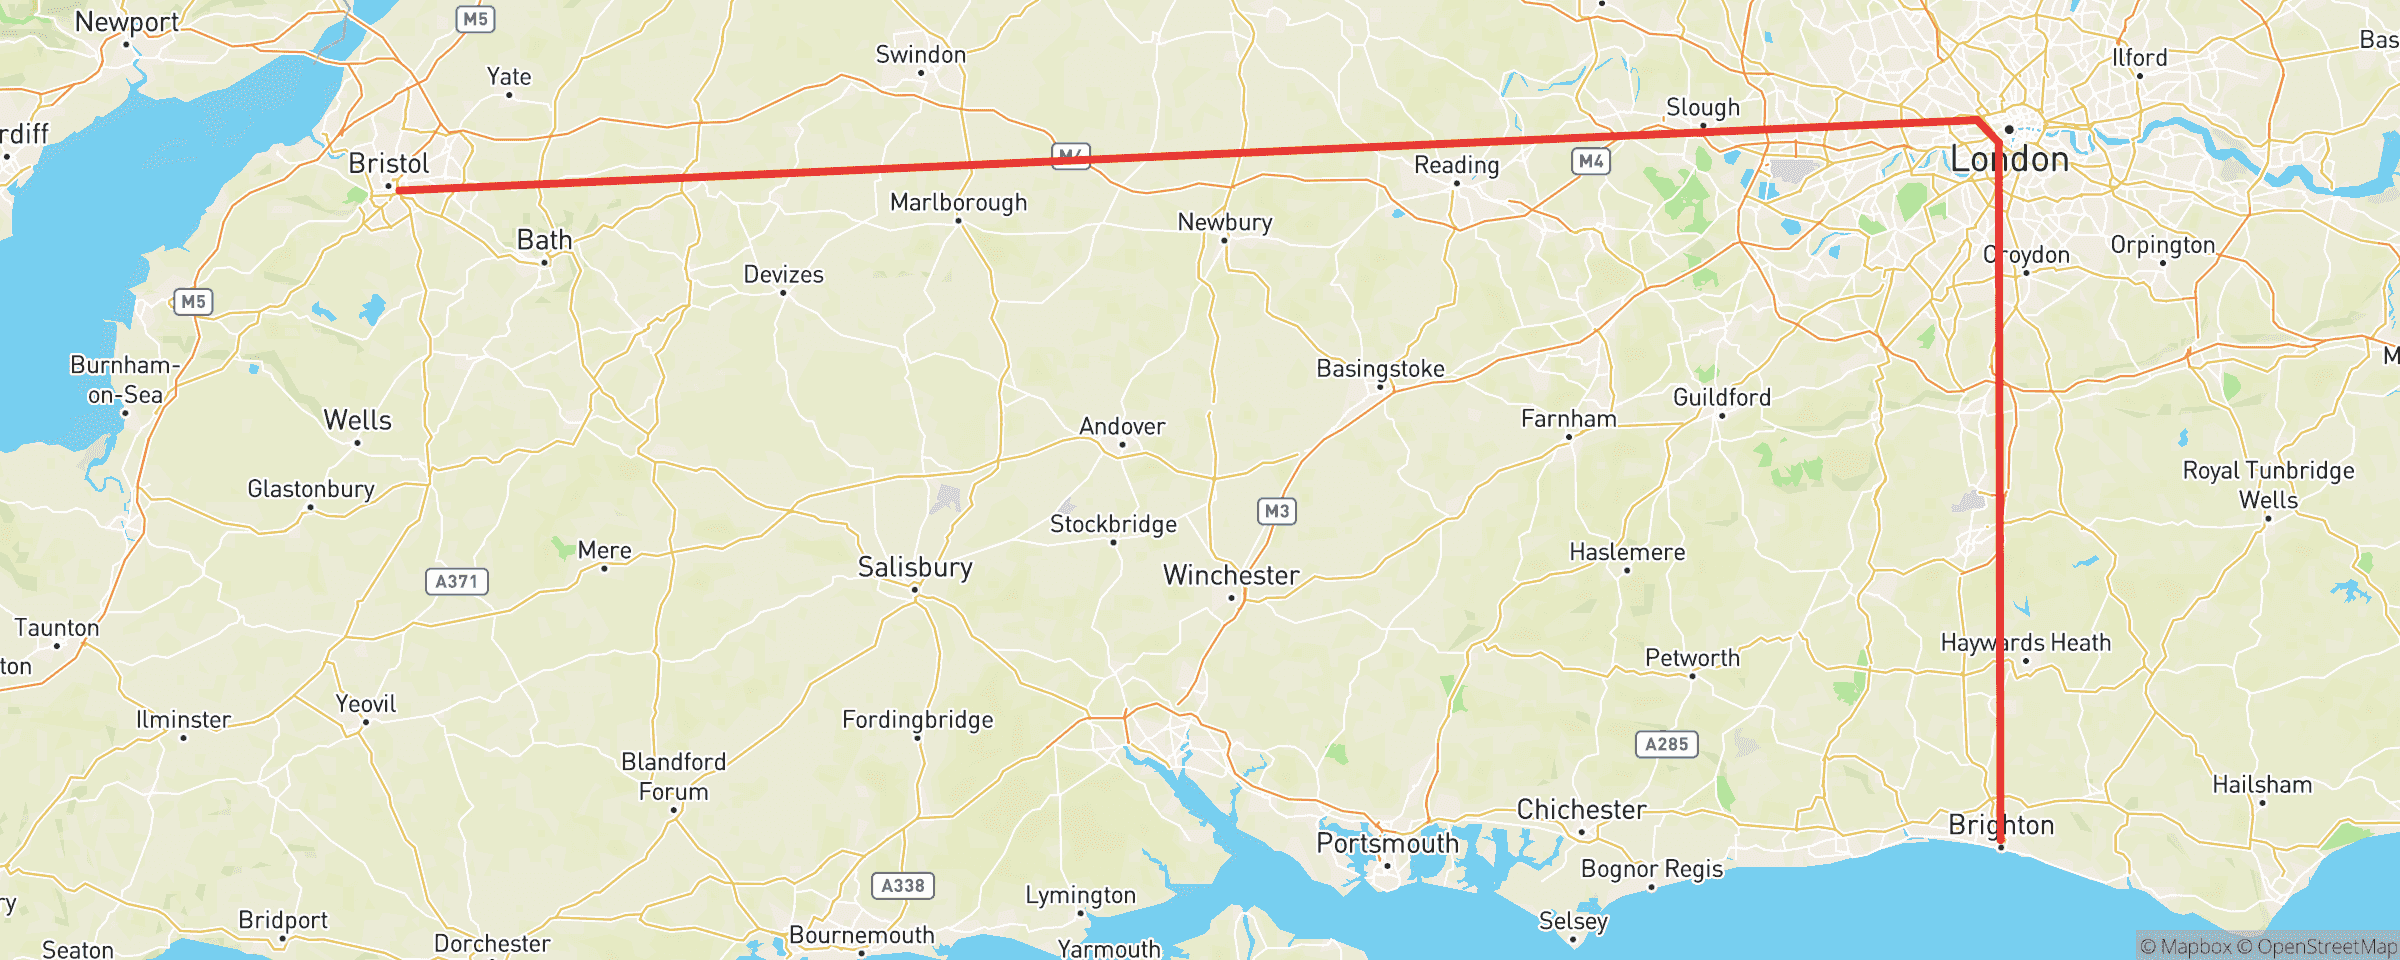 Newport
M5
Swindon
Ilford
Bas
Yate
Slough
rdiff
Bristol
M4
M4
Reading
London
Marlborough
Newbury
Bath
Croydon
Orpington
Devizes
M5
Burnham-
on-Sea
Basingstoke
M
Guildford
Wells
Andover
Farnham
Royal Tunbridge
Wells
Glastonbury
M3
Stockbridge
Mere
Haslemere
Salisbury
Winchester
A371
Taunton
Haywards Heath
Petworth
ton
Yeovil
Ilminster
Fordingbridge
A285
Blandford
Forum
Hailsham
Chichester
Brighton
Portsmouth
Bognor Regis
A338
Lymington
ry
Bridport
Selsey
Bournemouth
Dorchester
Seaton
Yarmouth
© Mapbox © OpenStreetMap